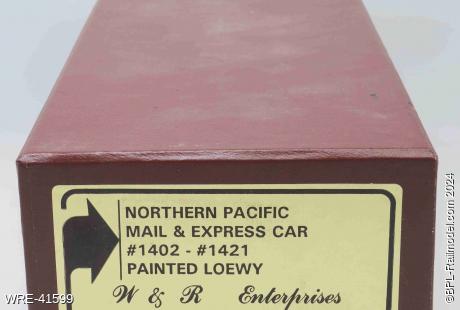 NORTHERN PACIFIC
MAIL & EXPRESS CAR
#1402 - #1421
PAINTED LOEWY
W & R Enterprises
WRE-41599
©BPL-Railmodel.com 2024